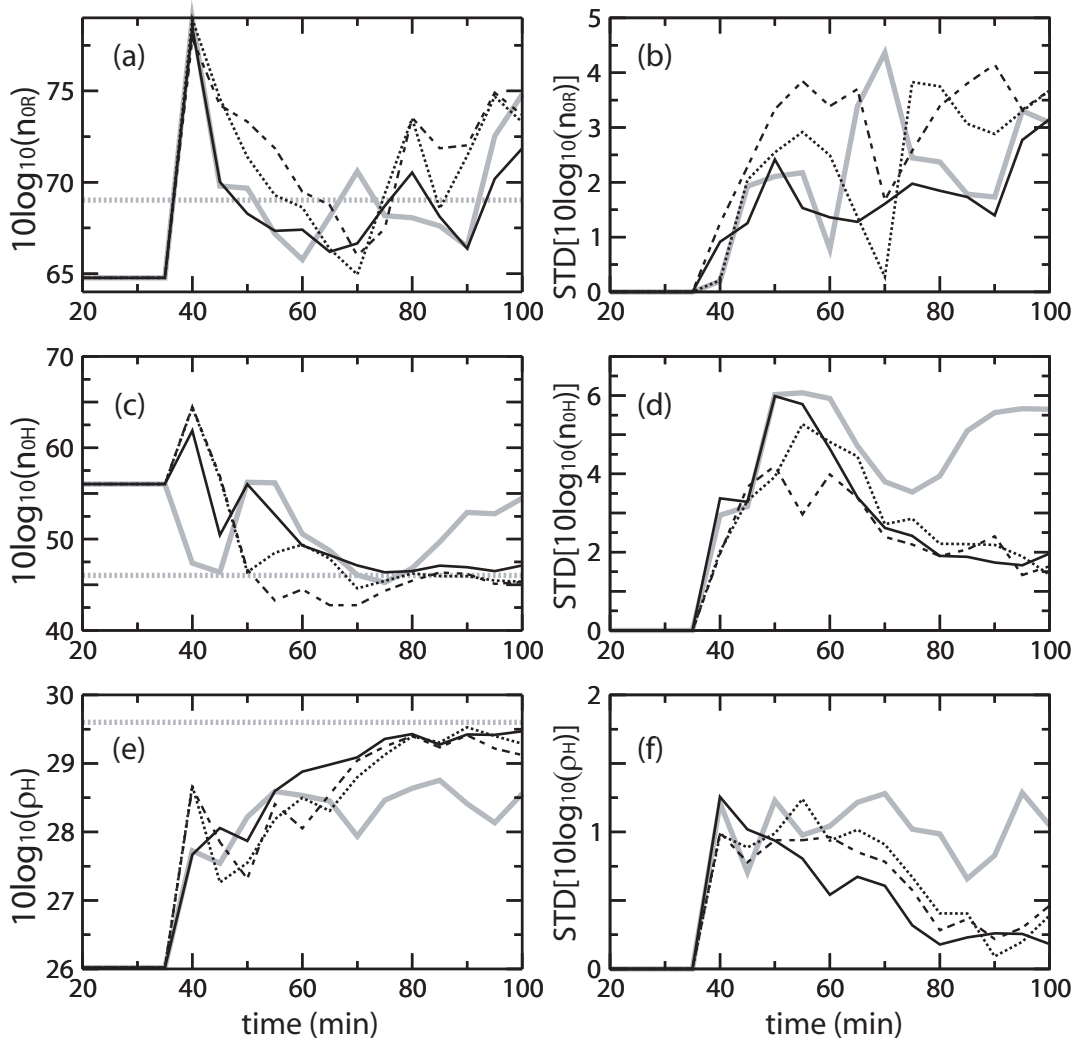 (a)
10log10(n0R)
75
70
65
20 40 60 80 100
(b)
STD[10log10(n0R)]
5
4
3
2
1
0
20 40 60 80 100
(c)
10log10(n0H)
70
60
50
40
20 40 60 80 100
(d)
STD[10log10(n0H)]
6
4
2
0
20 40 60 80 100
(e)
10log10(ρH)
30
29
28
27
26
20 40 60 80 100
time (min)
(f)
STD[10log10(ρH)]
2
1
0
20 40 60 80 100
time (min)